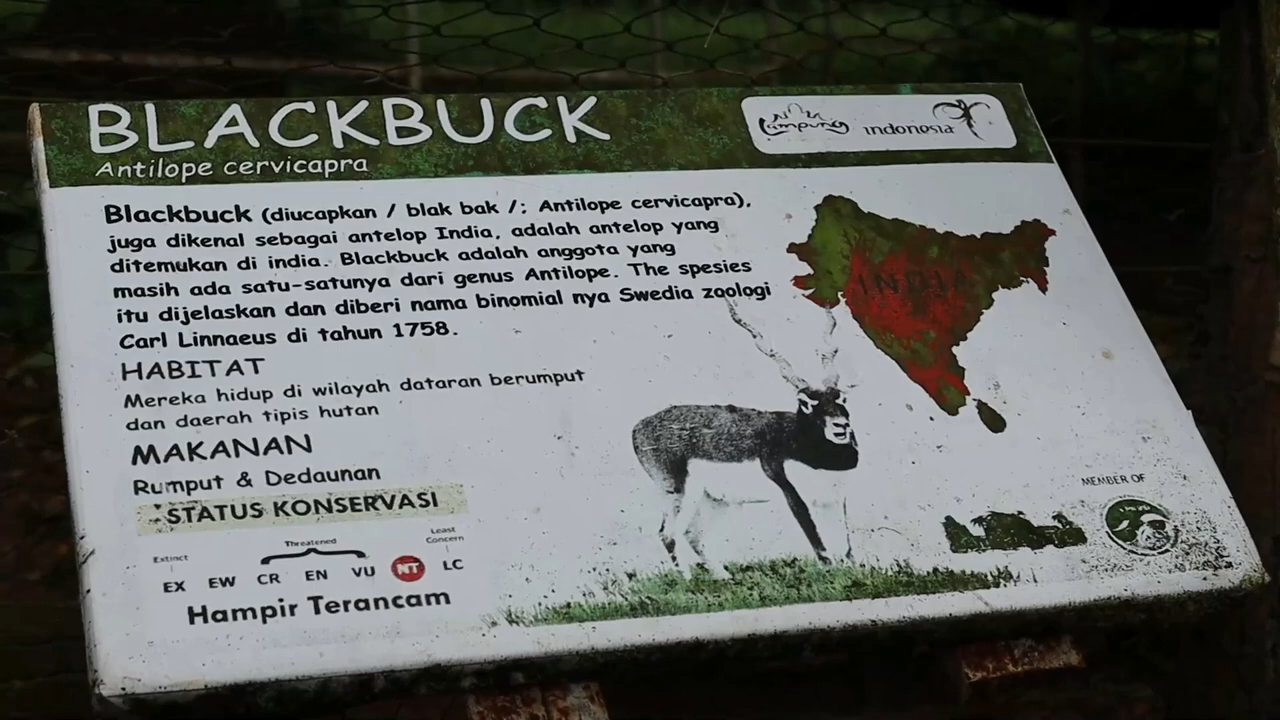 BLACKBUCK
Antilope cervicapra
Lampung
indonesia
Blackbuck (diucapkan / blak bak /; Antilope cervicapra),
juga dikenal sebagai antelop India, adalah antelop yang
ditemukan di india. Blackbuck adalah anggota yang
masih ada satu-satunya dari genus Antilope. The spesies
itu dijelaskan dan diberi nama binomial nya Swedia zoologi
Carl Linnaeus di tahun 1758.
INDIA
HABITAT
Mereka hidup di wilayah dataran berumput
dan daerah tipis hutan
MAKANAN
Rumput & Dedaunan
STATUS KONSERVASI
Extinct
Threatened
Least
Concern
EX EW CR EN VU NT LC
Hampir Terancam
MEMBER OF